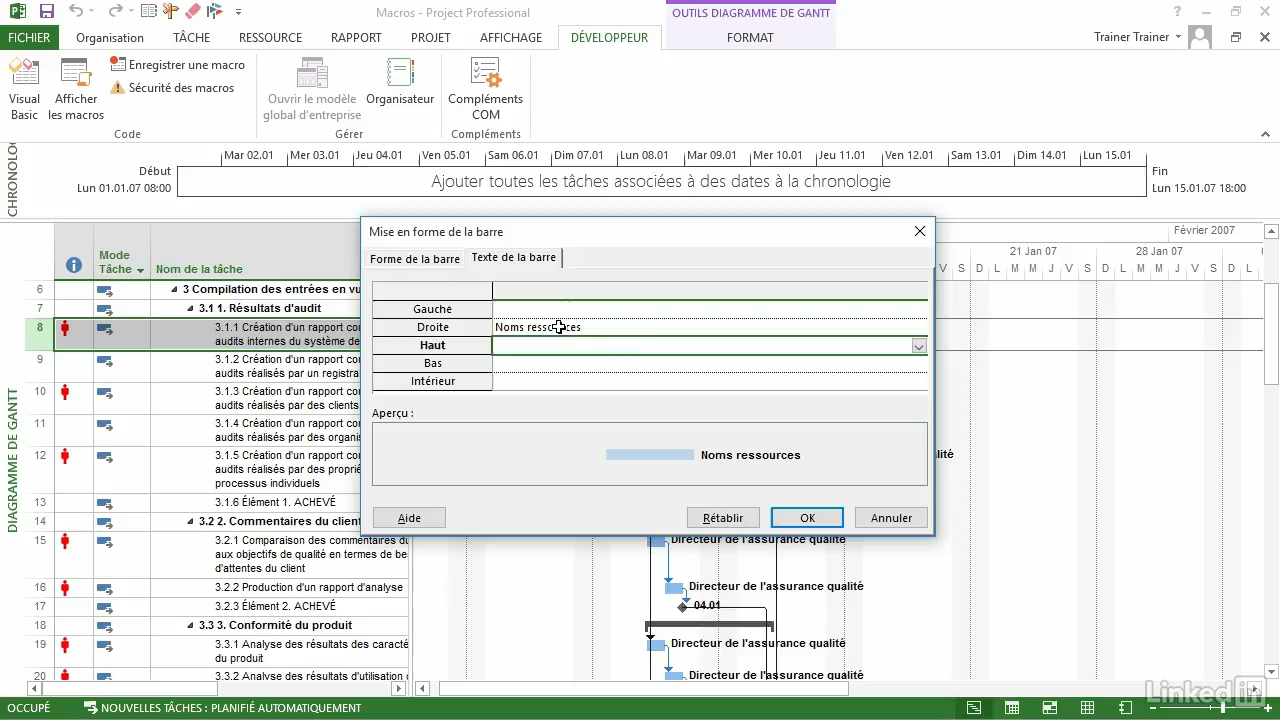 Macros - Project Professional
OUTILS DIAGRAMME DE GANTT
?
FICHIER
Organisation
TÂCHE
RESSOURCE
RAPPORT
PROJET
AFFICHAGE
DÉVELOPPEUR
FORMAT
Trainer Trainer
Visual Basic
Afficher les macros
Enregistrer une macro
Sécurité des macros
Code
Ouvrir le modèle global d'entreprise
Organisateur
Gérer
Compléments COM
Compléments
Mar 02.01
Mer 03.01
Jeu 04.01
Ven 05.01
Sam 06.01
Dim 07.01
Lun 08.01
Mar 09.01
Mer 10.01
Jeu 11.01
Ven 12.01
Sam 13.01
Dim 14.01
Lun 15.01
Début
Lun 01.01.07 08:00
Ajouter toutes les tâches associées à des dates à la chronologie
Fin
Lun 15.01.07 18:00
CHRONOLO
DIAGRAMME DE GANTT
Mode Tâche
Nom de la tâche
Février 2007
21 Jan 07
28 Jan 07
V S D L M M J V S D L M M J V S D L
6 3 Compilation des entrées en vu
7 3.1 1. Résultats d'audit
8 3.1.1 Création d'un rapport co
audits internes du système de
9 3.1.2 Création d'un rapport co
audits réalisés par un registra
10 3.1.3 Création d'un rapport co
audits réalisés par des clients
11 3.1.4 Création d'un rapport co
audits réalisés par des organis
12 3.1.5 Création d'un rapport co
audits réalisés par des propri
processus individuels
13 3.1.6 Élément 1. ACHEVÉ
14 3.2 2. Commentaires du client
15 3.2.1 Comparaison des commentaires du
aux objectifs de qualité en termes de be
d'attentes du client
16 3.2.2 Production d'un rapport d'analyse
17 3.2.3 Élément 2. ACHEVÉ
18 3.3 3. Conformité du produit
19 3.3.1 Analyse des résultats des caracté
du produit
20 3.3.2 Analyse des résultats d'utilisation
Mise en forme de la barre
Forme de la barre
Texte de la barre
Gauche
Droite Noms ressources
Haut
Bas
Intérieur
Aperçu :
Noms ressources
Aide
Rétablir
OK
Annuler
alité
Directeur de l'assurance qualité
Directeur de l'assurance qualité
04.01
Directeur de l'assurance qualité
Directeur de l'assurance qualité
LinkedIn
OCCUPÉ
NOUVELLES TÂCHES : PLANIFIÉ AUTOMATIQUEMENT